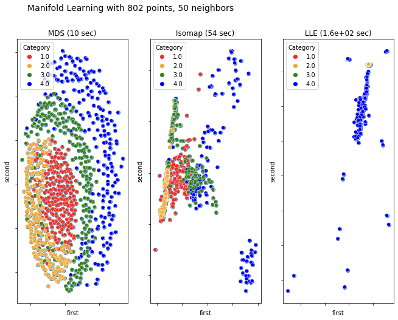 Manifold Learning with 802 points, 50 neighbors
MDS (10 sec)
Category
1.0
2.0
3.0
4.0
second
first
Isomap (54 sec)
Category
1.0
2.0
3.0
4.0
second
first
LLE (1.6e+02 sec)
Category
1.0
2.0
3.0
4.0
second
first